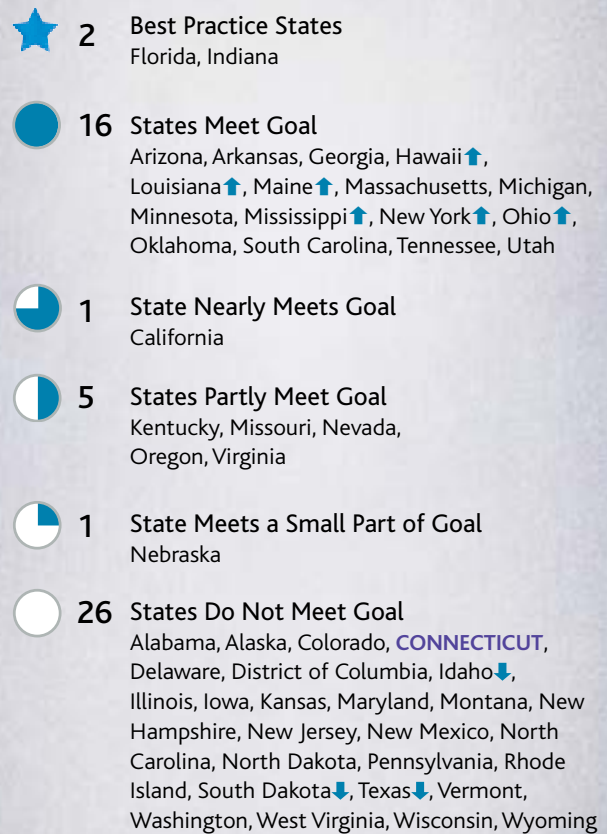 2 Best Practice States
Florida, Indiana
16 States Meet Goal
Arizona, Arkansas, Georgia, Hawaii⬆,
Louisiana⬆, Maine⬆, Massachusetts, Michigan,
Minnesota, Mississippi⬆, New York⬆, Ohio⬆,
Oklahoma, South Carolina, Tennessee, Utah
1 State Nearly Meets Goal
California
5 States Partly Meet Goal
Kentucky, Missouri, Nevada,
Oregon, Virginia
1 State Meets a Small Part of Goal
Nebraska
26 States Do Not Meet Goal
Alabama, Alaska, Colorado, CONNECTICUT,
Delaware, District of Columbia, Idaho⬇,
Illinois, Iowa, Kansas, Maryland, Montana, New
Hampshire, New Jersey, New Mexico, North
Carolina, North Dakota, Pennsylvania, Rhode
Island, South Dakota⬇, Texas⬇, Vermont,
Washington, West Virginia, Wisconsin, Wyoming